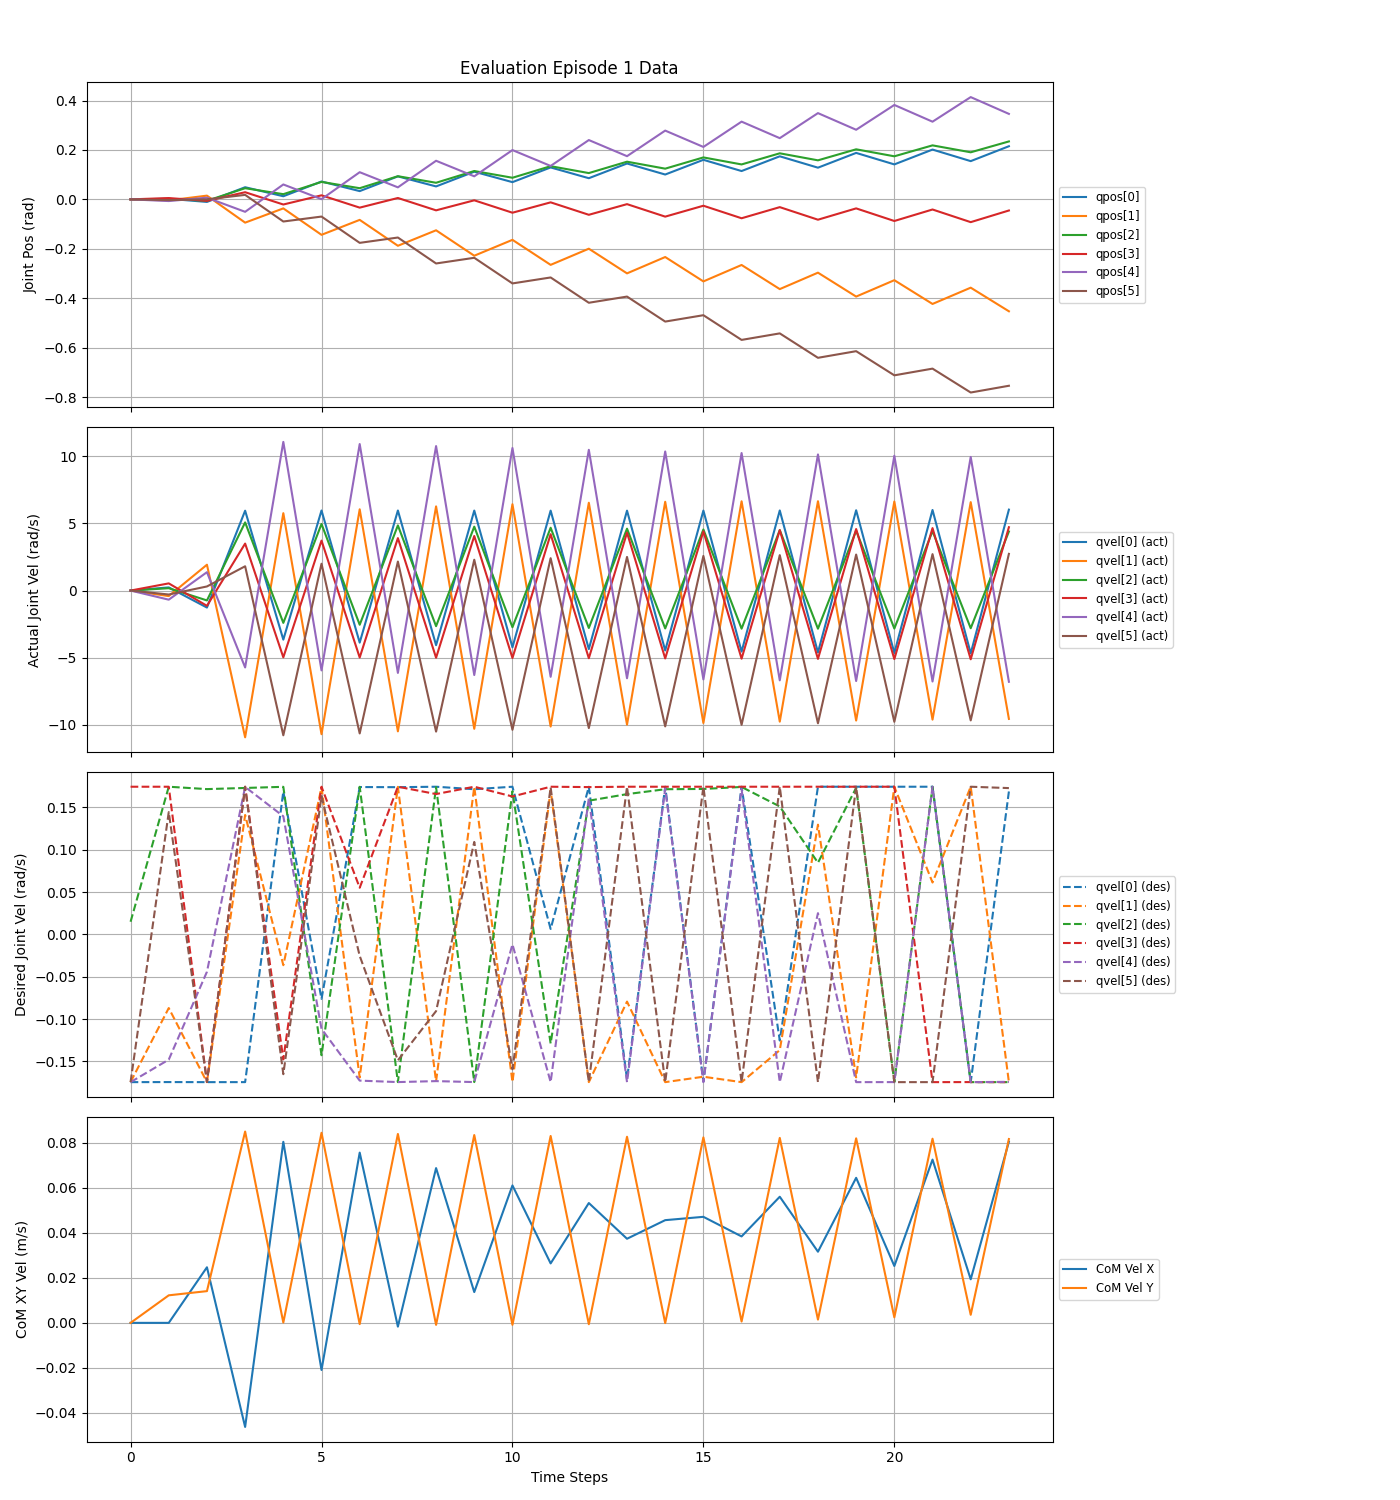 Evaluation Episode 1 Data
Joint Pos (rad)
0.4
0.2
0.0
−0.2
−0.4
−0.6
−0.8
qpos[0]
qpos[1]
qpos[2]
qpos[3]
qpos[4]
qpos[5]
Actual Joint Vel (rad/s)
10
5
0
−5
−10
qvel[0] (act)
qvel[1] (act)
qvel[2] (act)
qvel[3] (act)
qvel[4] (act)
qvel[5] (act)
Desired Joint Vel (rad/s)
0.15
0.10
0.05
0.00
−0.05
−0.10
−0.15
qvel[0] (des)
qvel[1] (des)
qvel[2] (des)
qvel[3] (des)
qvel[4] (des)
qvel[5] (des)
CoM XY Vel (m/s)
0.08
0.06
0.04
0.02
0.00
−0.02
−0.04
CoM Vel X
CoM Vel Y
0 5 10 15 20
Time Steps